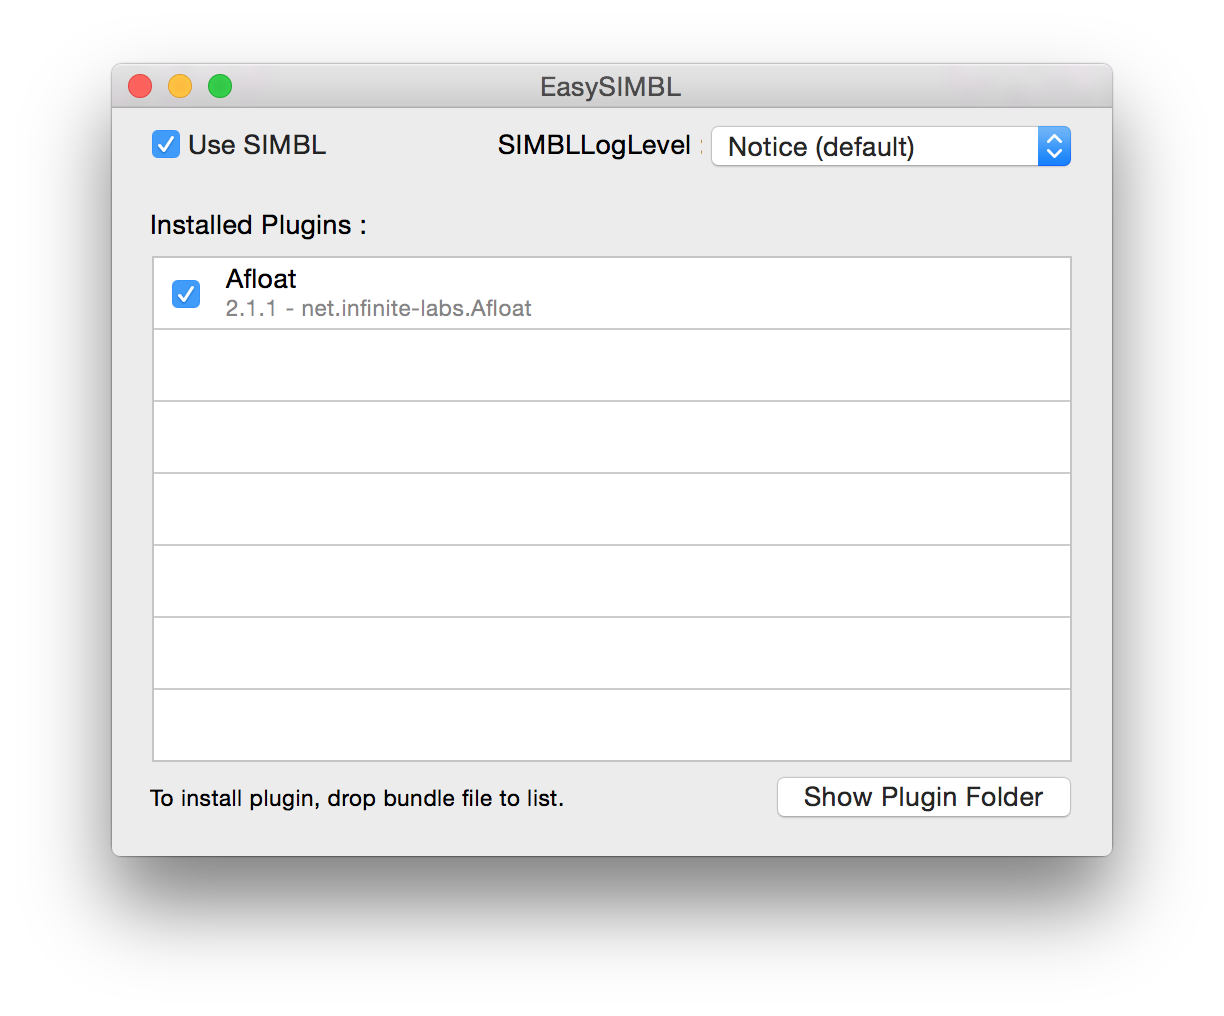 EasySIMBL
Use SIMBL
SIMBLLogLevel :
Notice (default)
Installed Plugins :
Afloat
2.1.1 - net.infinite-labs.Afloat
To install plugin, drop bundle file to list.
Show Plugin Folder